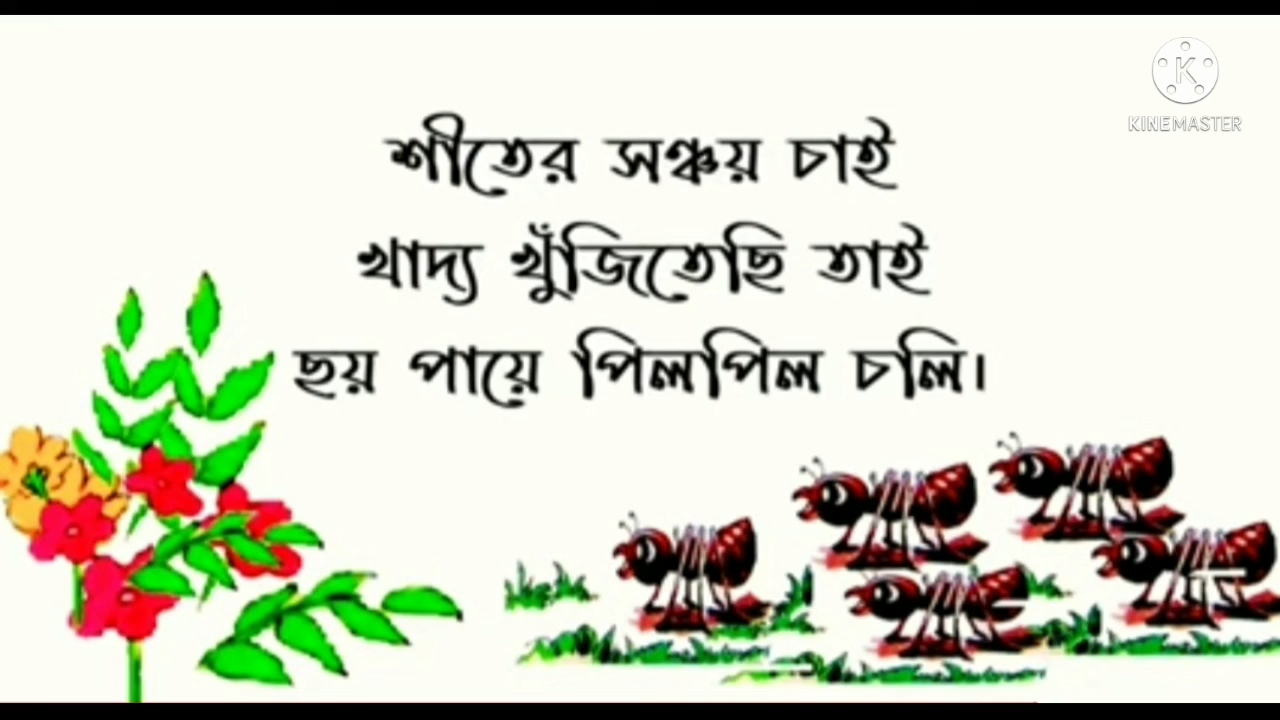 KINEMASTER
শীতের সঞ্চয় চাই
খাদ্য খুঁজিতেছি তাই
ছয় পায়ে পিলপিল চলি।